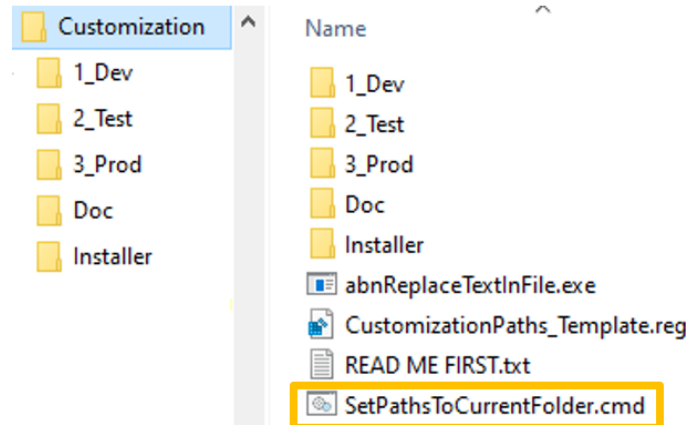 Customization
1_Dev
2_Test
3_Prod
Doc
Installer
Name
1_Dev
2_Test
3_Prod
Doc
Installer
abnReplaceTextInFile.exe
CustomizationPaths_Template.reg
READ ME FIRST.txt
SetPathsToCurrentFolder.cmd